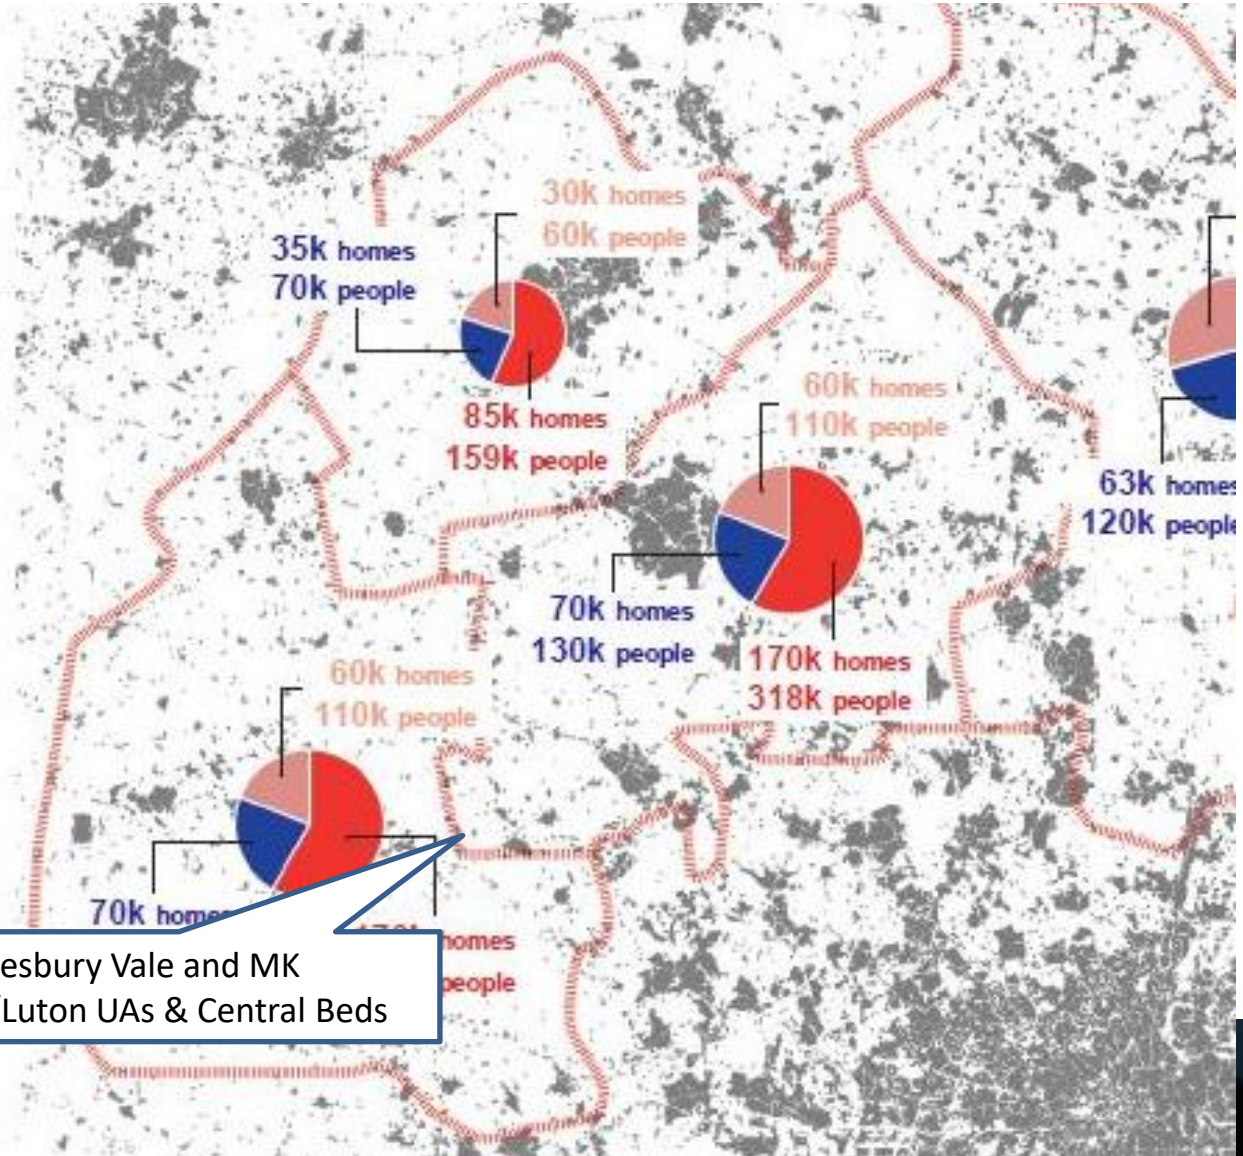 30k homes
60k people
35k homes
70k people
85k homes
159k people
60k homes
110k people
63k homes
120k people
70k homes
130k people
170k homes
318k people
60k homes
110k people
70k homes
homes
people
esbury Vale and MK
Luton UAs & Central Beds